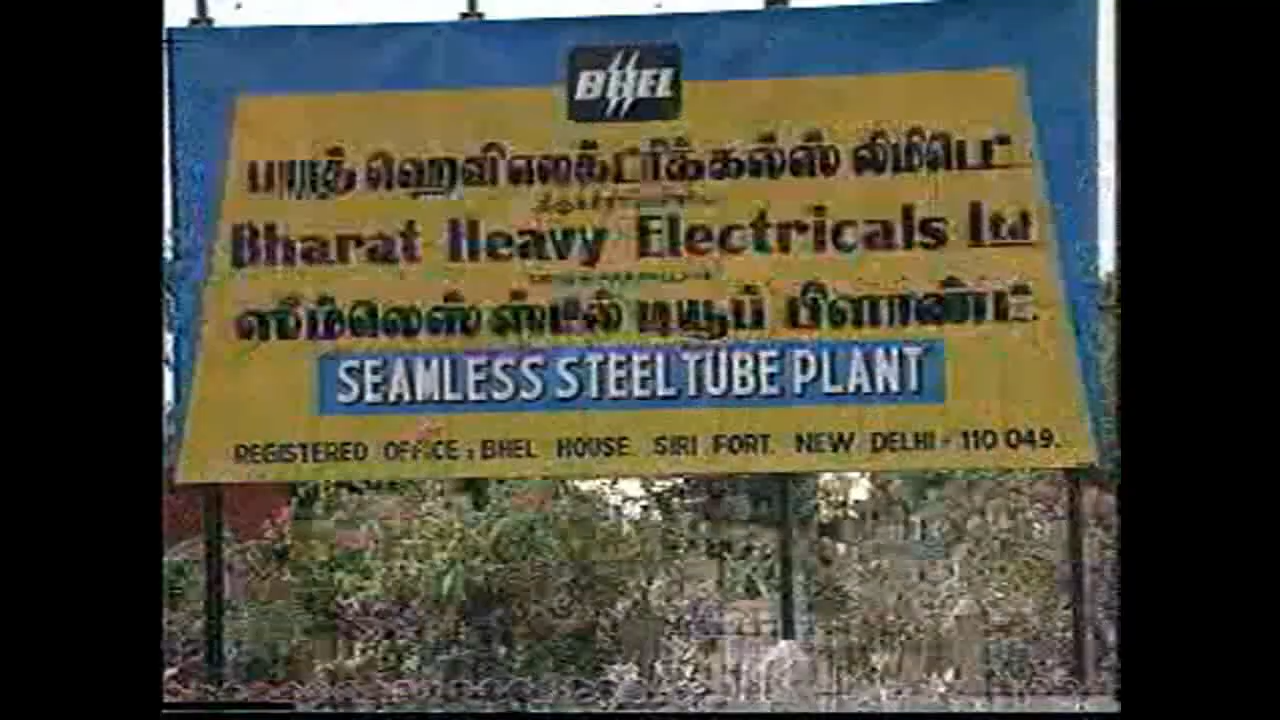 BHEL
பாரத் ஹெவி எலக்ட்ரிக்கல்ஸ் லிமிடெட்
Bharat Heavy Electricals Ltd
ஸீம்லெஸ் ஸ்டீல் டியூப் பிளாண்ட்
SEAMLESS STEEL TUBE PLANT
REGISTERED OFFICE : BHEL HOUSE SIRI FORT. NEW DELHI - 110 049.